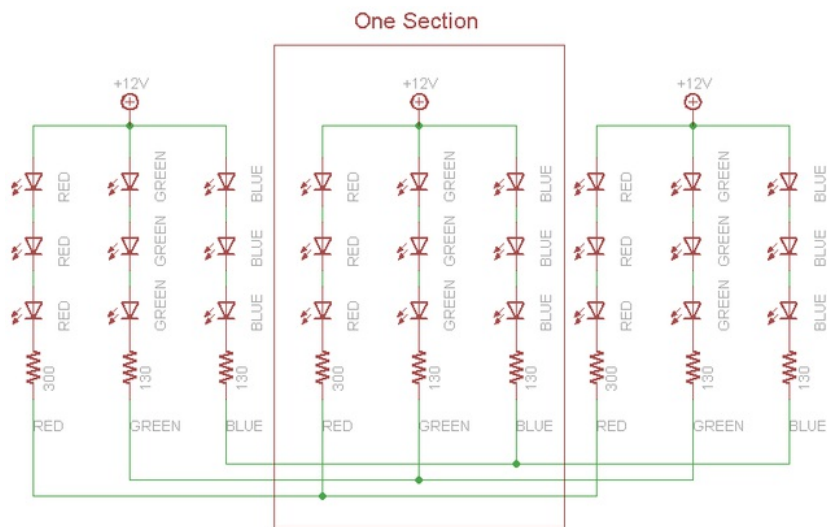 One Section
+12V +12V +12V
RED GREEN BLUE RED GREEN BLUE RED GREEN BLUE
RED GREEN BLUE RED GREEN BLUE RED GREEN BLUE
RED GREEN BLUE RED GREEN BLUE RED GREEN BLUE
300 130 130 300 130 130 300 130 130
RED GREEN BLUE RED GREEN BLUE RED GREEN BLUE